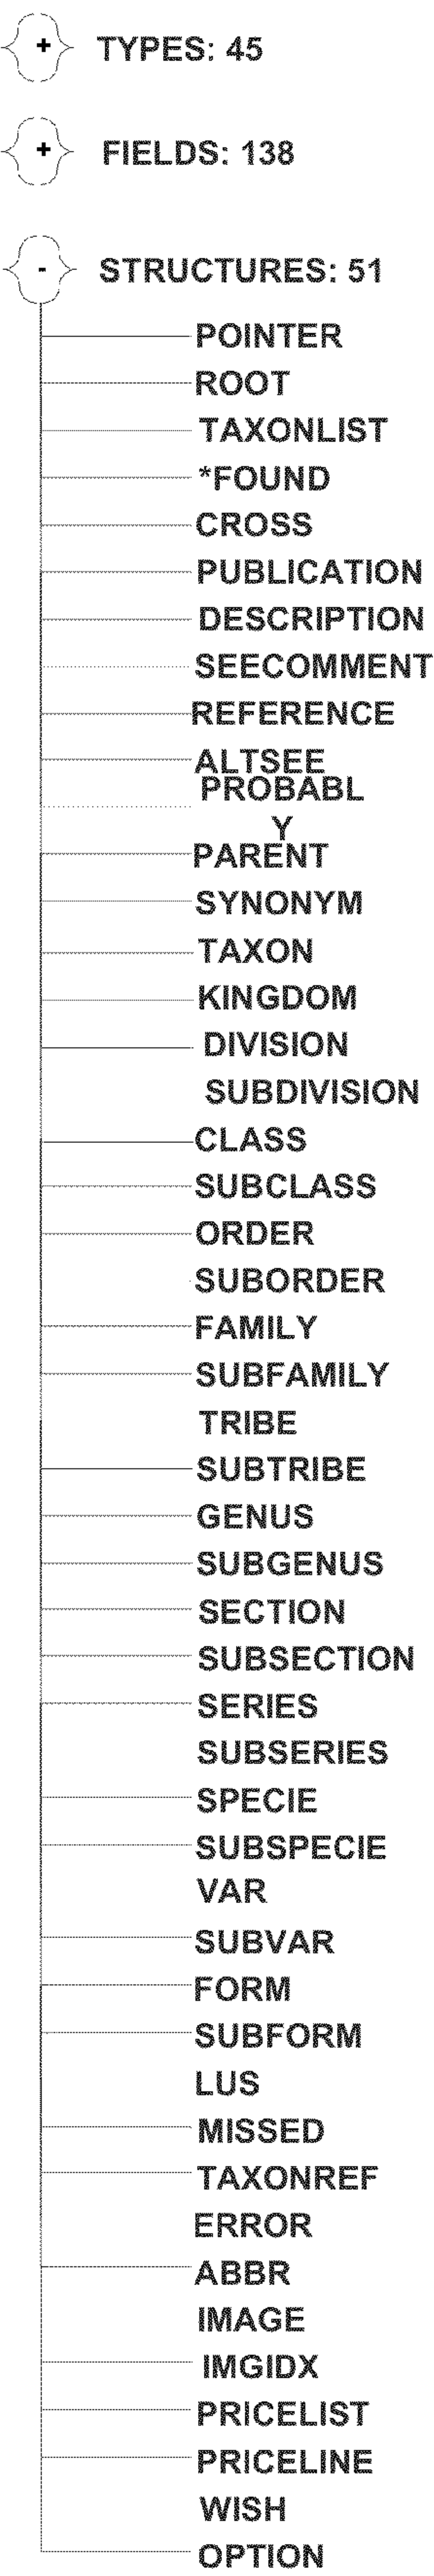 + TYPES: 45
+ FIELDS: 138
- STRUCTURES: 51
POINTER
ROOT
TAXONLIST
*FOUND
CROSS
PUBLICATION
DESCRIPTION
SEECOMMENT
REFERENCE
ALTSEE
PROBABL
Y
PARENT
SYNONYM
TAXON
KINGDOM
DIVISION
SUBDIVISION
CLASS
SUBCLASS
ORDER
SUBORDER
FAMILY
SUBFAMILY
TRIBE
SUBTRIBE
GENUS
SUBGENUS
SECTION
SUBSECTION
SERIES
SUBSERIES
SPECIE
SUBSPECIE
VAR
SUBVAR
FORM
SUBFORM
LUS
MISSED
TAXONREF
ERROR
ABBR
IMAGE
IMGIDX
PRICELIST
PRICELINE
WISH
OPTION